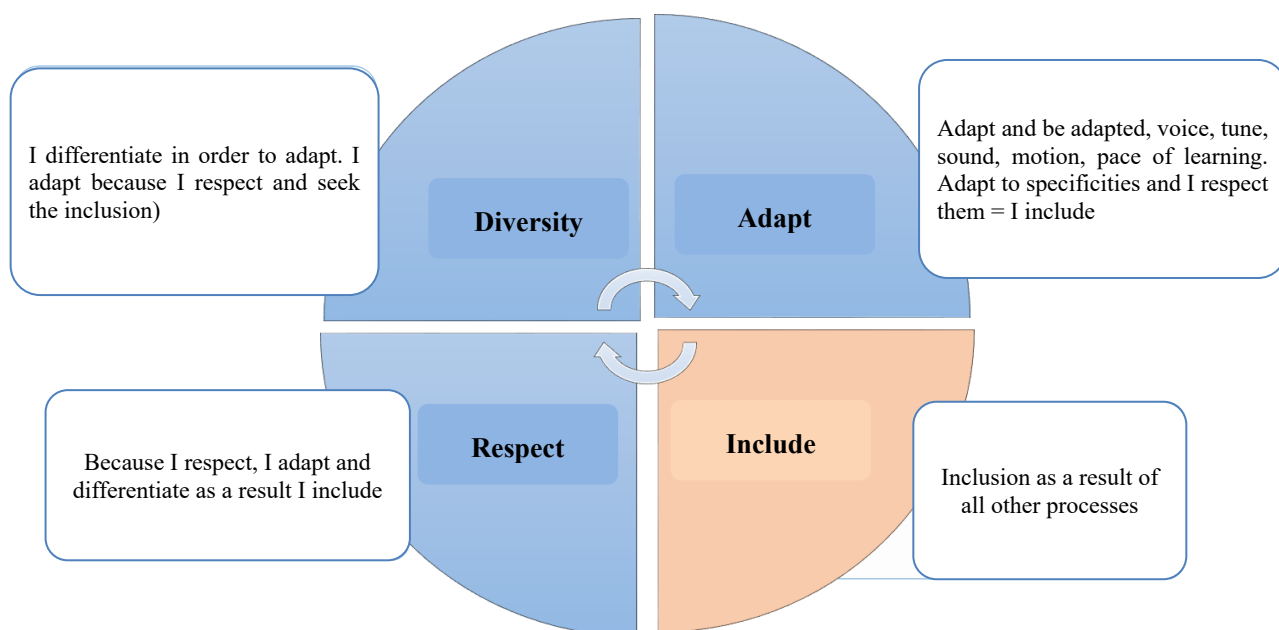 I differentiate in order to adapt. I
adapt because I respect and seek
the inclusion)
Diversity
Adapt
Adapt and be adapted, voice, tune,
sound, motion, pace of learning.
Adapt to specificities and I respect
them = I include
Because I respect, I adapt and
differentiate as a result I include
Respect
Include
Inclusion as a result of
all other processes